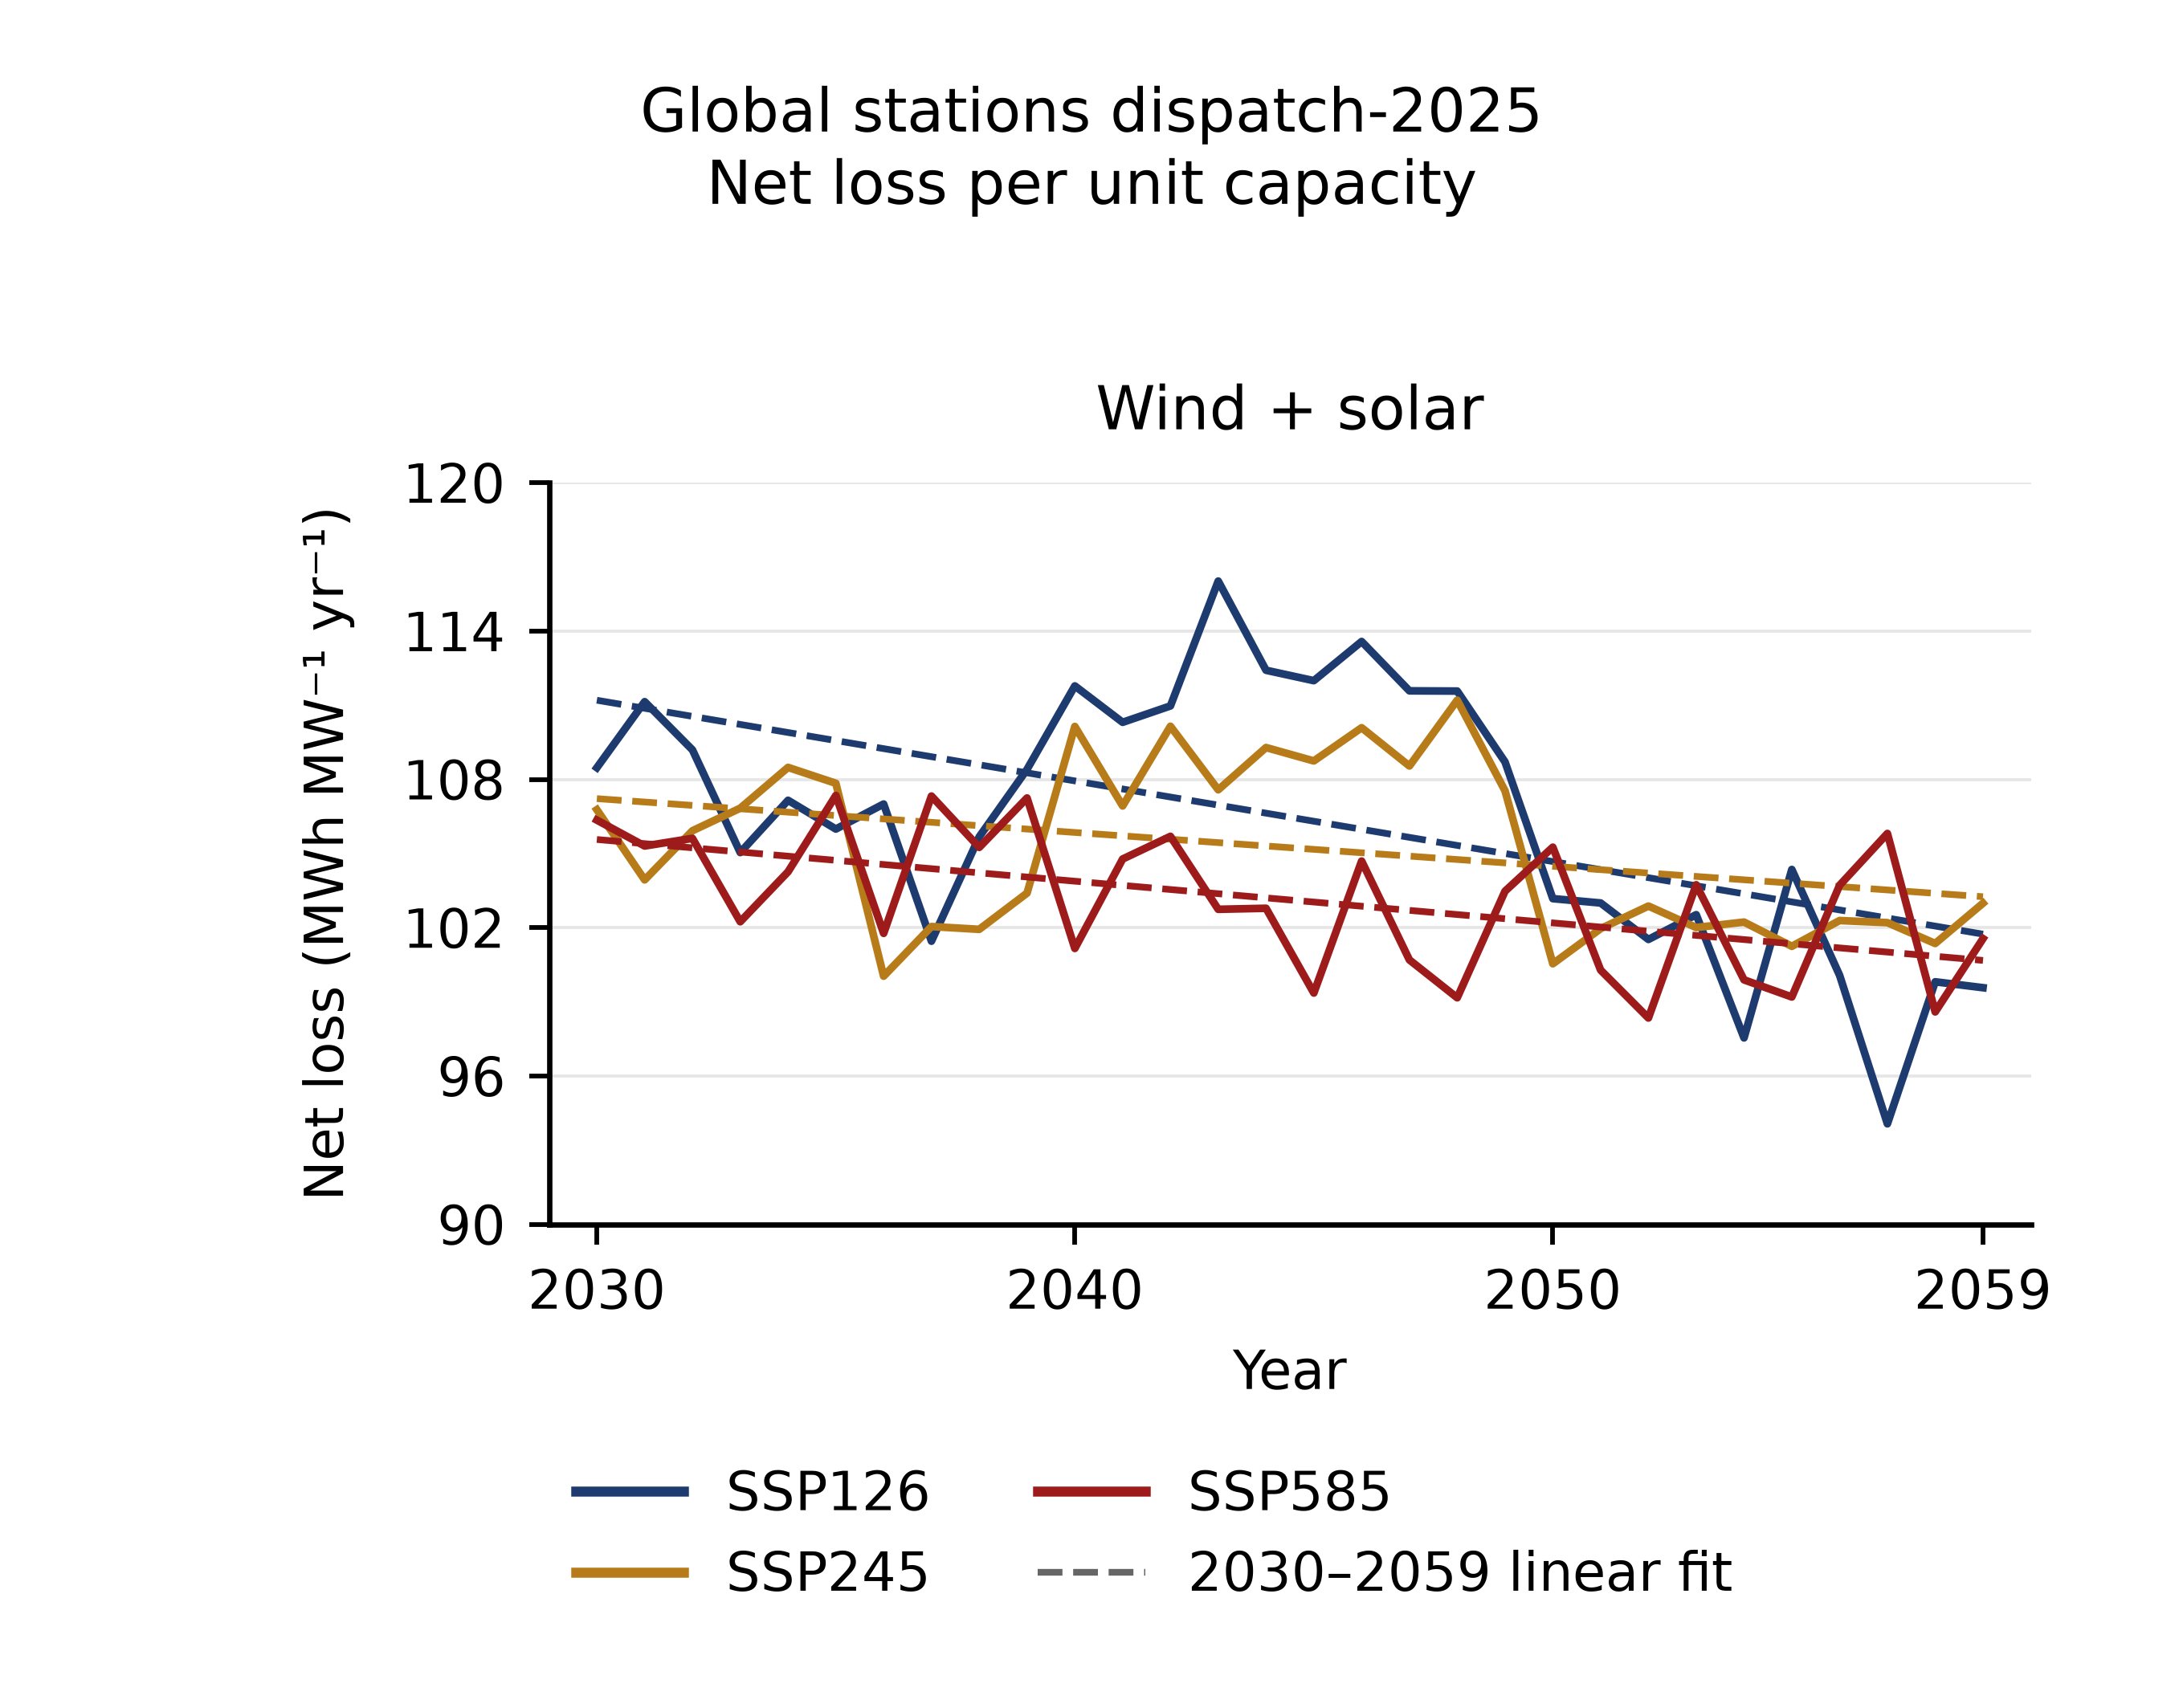 Global stations dispatch-2025
Net loss per unit capacity
Wind + solar
Net loss (MWh MW⁻¹ yr⁻¹)
120
114
108
102
96
90
2030
2040
2050
2059
Year
SSP126
SSP585
SSP245
2030–2059 linear fit